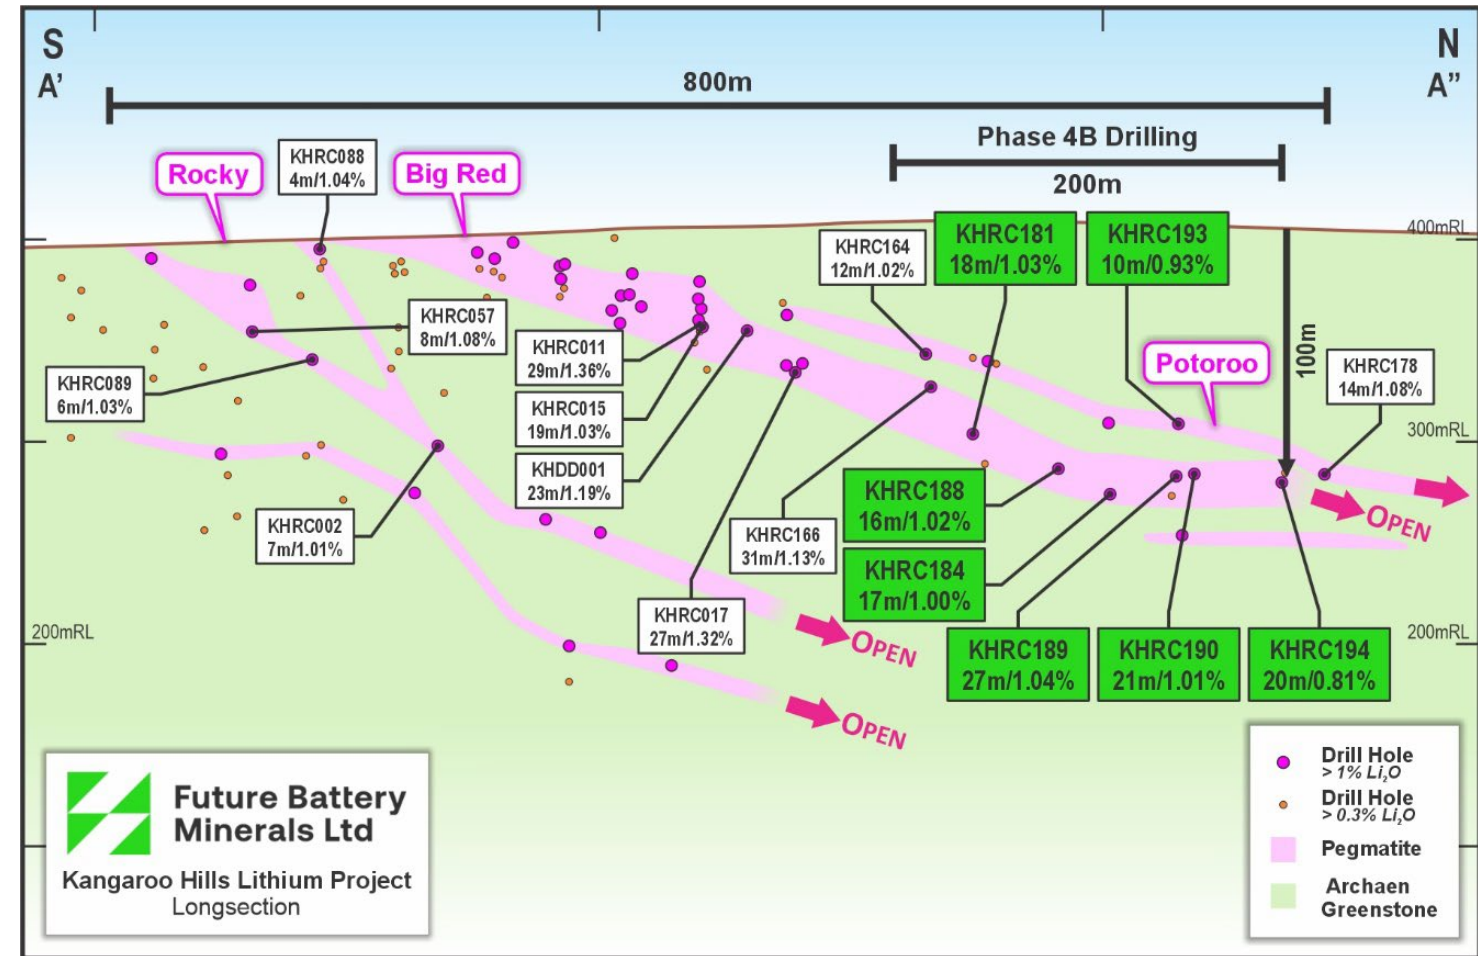 S
A'
N
A”
800m
Phase 4B Drilling
200m
Rocky
KHRC088
4m/1.04%
Big Red
KHRC164
12m/1.02%
KHRC181
18m/1.03%
KHRC193
10m/0.93%
400mRL
100m
KHRC057
8m/1.08%
KHRC011
29m/1.36%
Potoroo
KHRC178
14m/1.08%
KHRC089
6m/1.03%
KHRC015
19m/1.03%
300mRL
KHDD001
23m/1.19%
KHRC188
16m/1.02%
OPEN
KHRC002
7m/1.01%
KHRC166
31m/1.13%
KHRC184
17m/1.00%
KHRC017
27m/1.32%
200mRL
200mRL
OPEN
KHRC189
27m/1.04%
KHRC190
21m/1.01%
KHRC194
20m/0.81%
OPEN
Future Battery
Minerals Ltd
Kangaroo Hills Lithium Project
Longsection
Drill Hole
> 1% Li₂O
Drill Hole
> 0.3% Li₂O
Pegmatite
Archaen
Greenstone